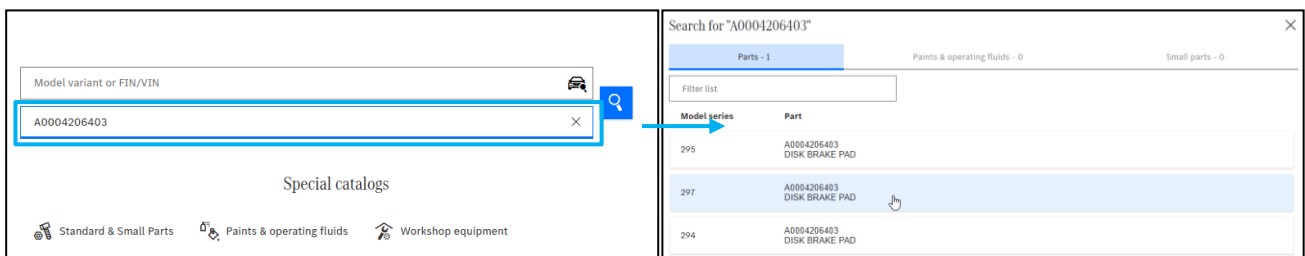 Model variant or FIN/VIN
A0004206403
Special catalogs
Standard & Small Parts
Paints & operating fluids
Workshop equipment
Search for "A0004206403"
Parts - 1
Paints & operating fluids - 0
Small parts - 0
Filter list
Model series Part
295 A0004206403
DISK BRAKE PAD
297 A0004206403
DISK BRAKE PAD
294 A0004206403
DISK BRAKE PAD